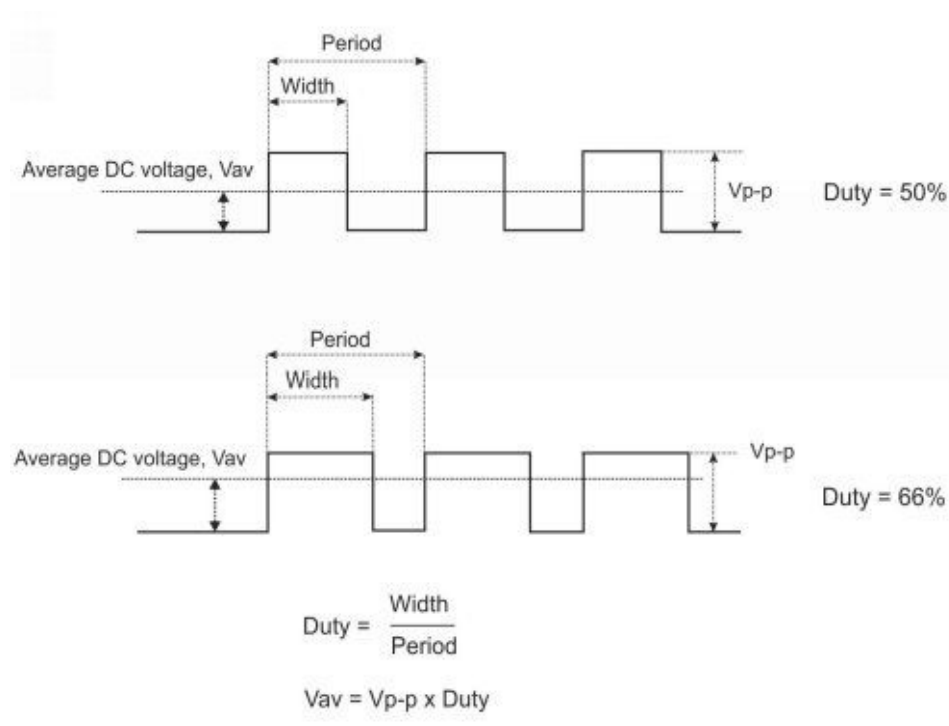 Period
Width
Average DC voltage, Vav
Vp-p
Duty = 50%
Period
Width
Average DC voltage, Vav
Vp-p
Duty = 66%
Duty = Width
Period
Vav = Vp-p x Duty